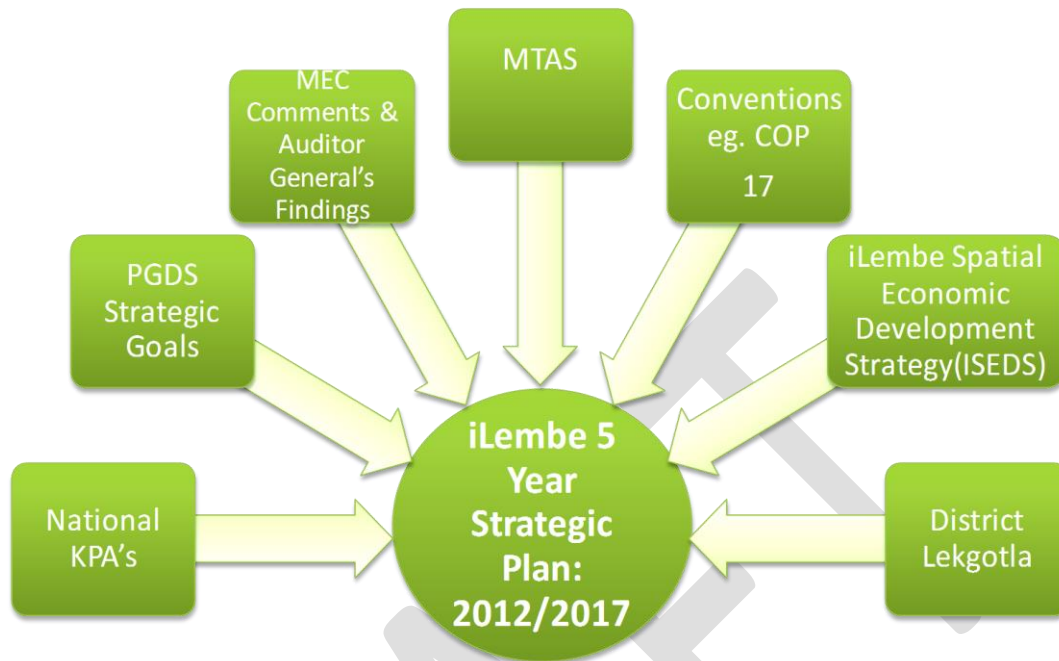 MTAS
MEC
Comments &
Auditor
General's
Findings
Conventions
eg. COP
17
PGDS
Strategic
Goals
iLembe Spatial
Economic
Development
Strategy(ISEDS)
National
KPA's
iLembe 5
Year
Strategic
Plan:
2012/2017
District
Lekgotla